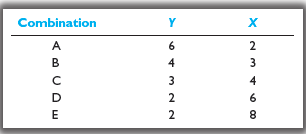 Combination Y X
A 6 2
B 4 3
C 3 4
D 2 6
E 2 8